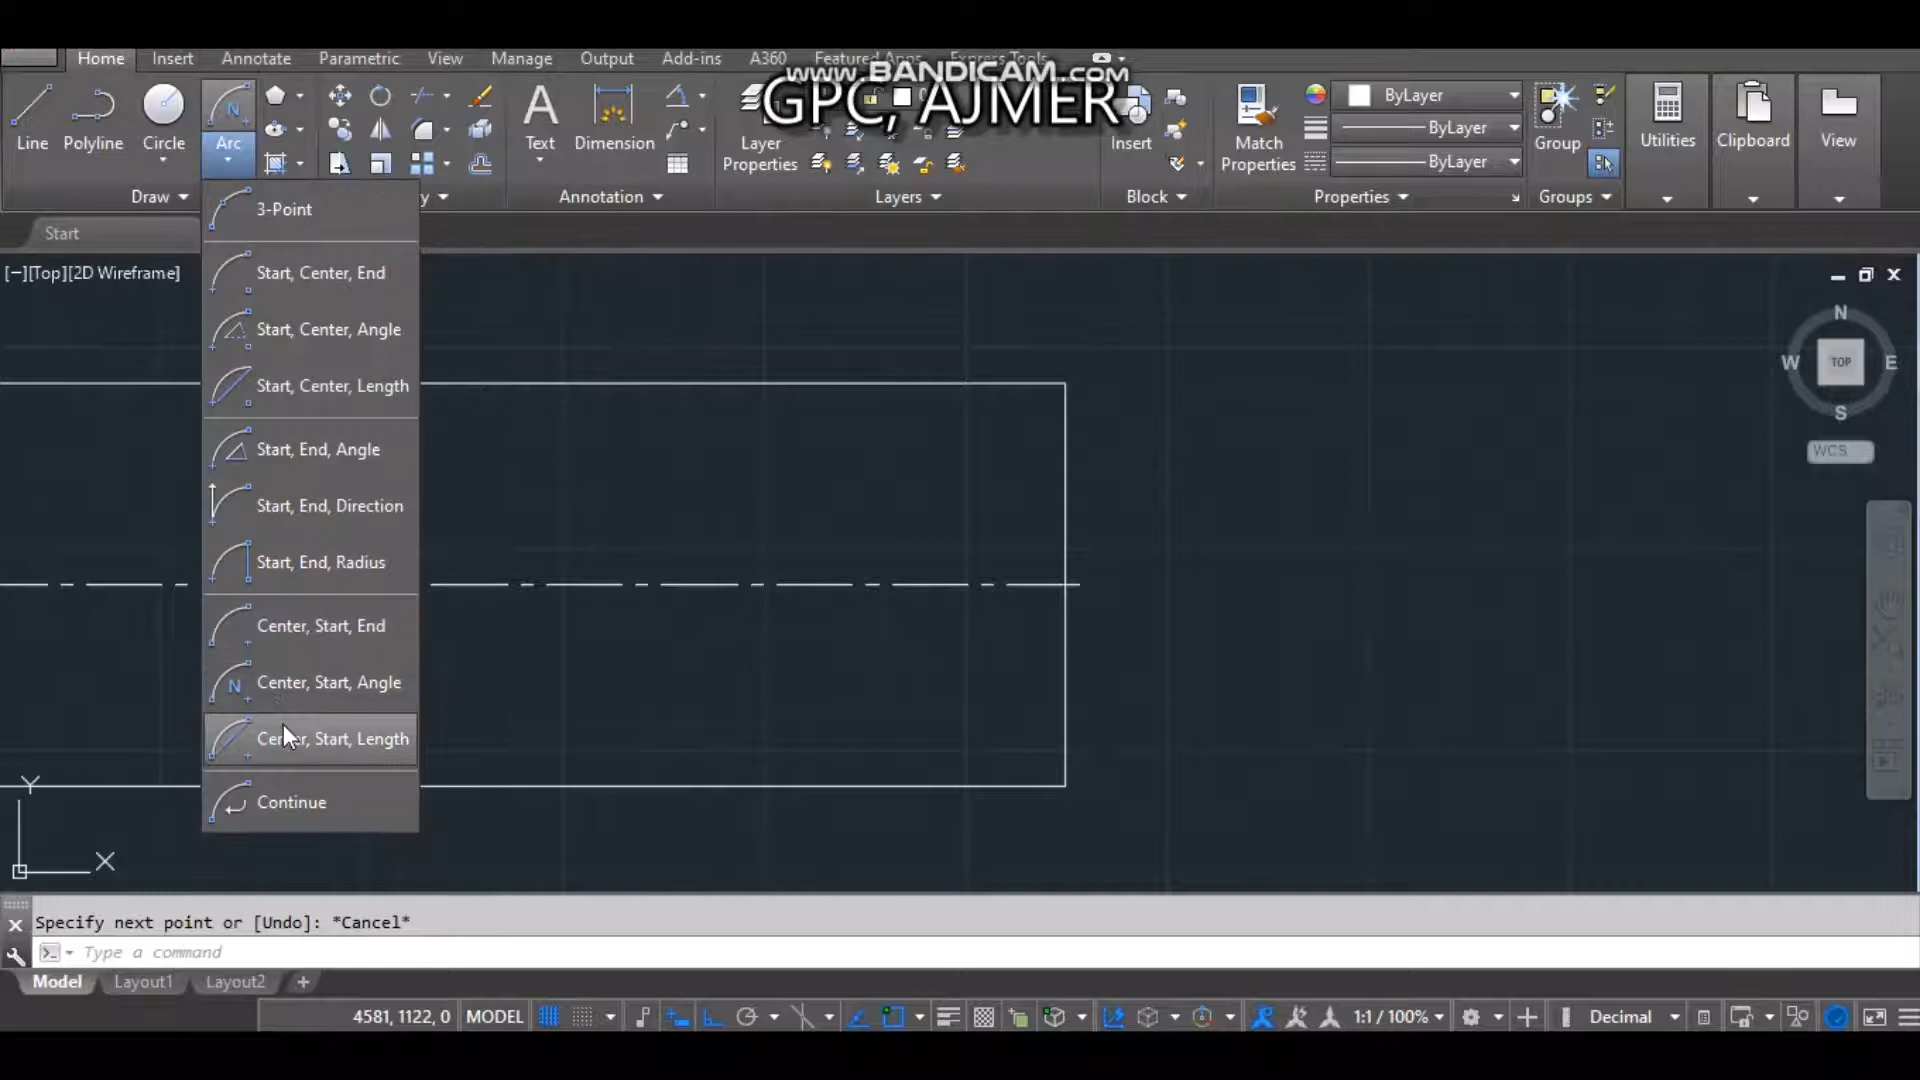 Home Insert Annotate Parametric View Manage Output Add-ins A360 Featured Apps Express Tools
www.BANDICAM.com
GPC, AJMER
Line Polyline Circle Arc Text Dimension Layer Properties Insert Match Properties Group Utilities Clipboard View
ByLayer
ByLayer
ByLayer
Draw Annotation Layers Block Properties Groups
Start
[−][Top][2D Wireframe]
3-Point
Start, Center, End
Start, Center, Angle
Start, Center, Length
Start, End, Angle
Start, End, Direction
Start, End, Radius
Center, Start, End
Center, Start, Angle
Center, Start, Length
Continue
N
W TOP E
S
WCS
Y
X
Specify next point or [Undo]: *Cancel*
Type a command
Model Layout1 Layout2 +
4581, 1122, 0 MODEL 1:1 / 100% Decimal